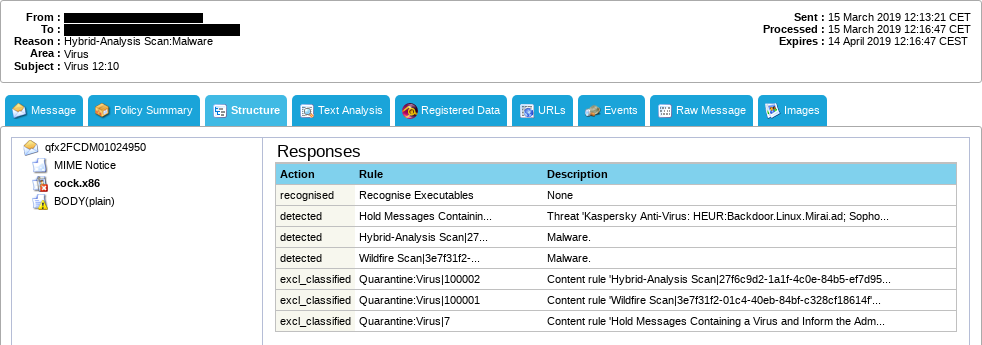 From :
To :
Reason : Hybrid-Analysis Scan:Malware
Area : Virus
Subject : Virus 12:10
Sent : 15 March 2019 12:13:21 CET
Processed : 15 March 2019 12:16:47 CET
Expires : 14 April 2019 12:16:47 CEST
Message Policy Summary Structure Text Analysis Registered Data URLs Events Raw Message Images
qfx2FCDM01024950
MIME Notice
cock.x86
BODY(plain)
Responses
Action Rule Description
recognised Recognise Executables None
detected Hold Messages Containin... Threat 'Kaspersky Anti-Virus: HEUR:Backdoor.Linux.Mirai.ad; Sopho...
detected Hybrid-Analysis Scan|27... Malware.
detected Wildfire Scan|3e7f31f2-... Malware.
excl_classified Quarantine:Virus|100002 Content rule 'Hybrid-Analysis Scan|27f6c9d2-1a1f-4c0e-84b5-ef7d95...
excl_classified Quarantine:Virus|100001 Content rule 'Wildfire Scan|3e7f31f2-01c4-40eb-84bf-c328cf18614f'...
excl_classified Quarantine:Virus|7 Content rule 'Hold Messages Containing a Virus and Inform the Adm...